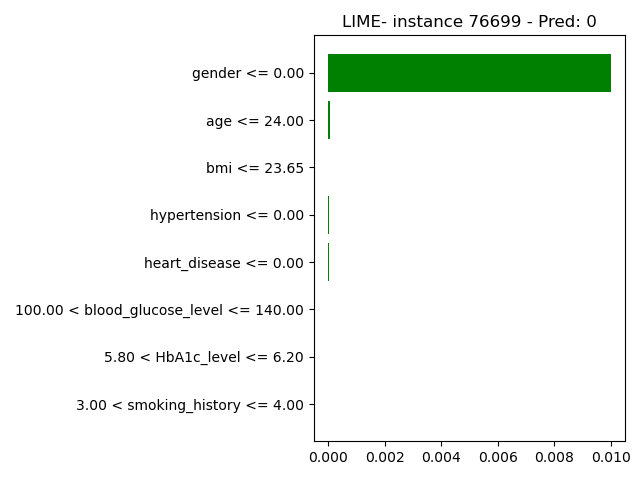 LIME- instance 76699 - Pred: 0
gender <= 0.00
age <= 24.00
bmi <= 23.65
hypertension <= 0.00
heart_disease <= 0.00
100.00 < blood_glucose_level <= 140.00
5.80 < HbA1c_level <= 6.20
3.00 < smoking_history <= 4.00
0.000 0.002 0.004 0.006 0.008 0.010